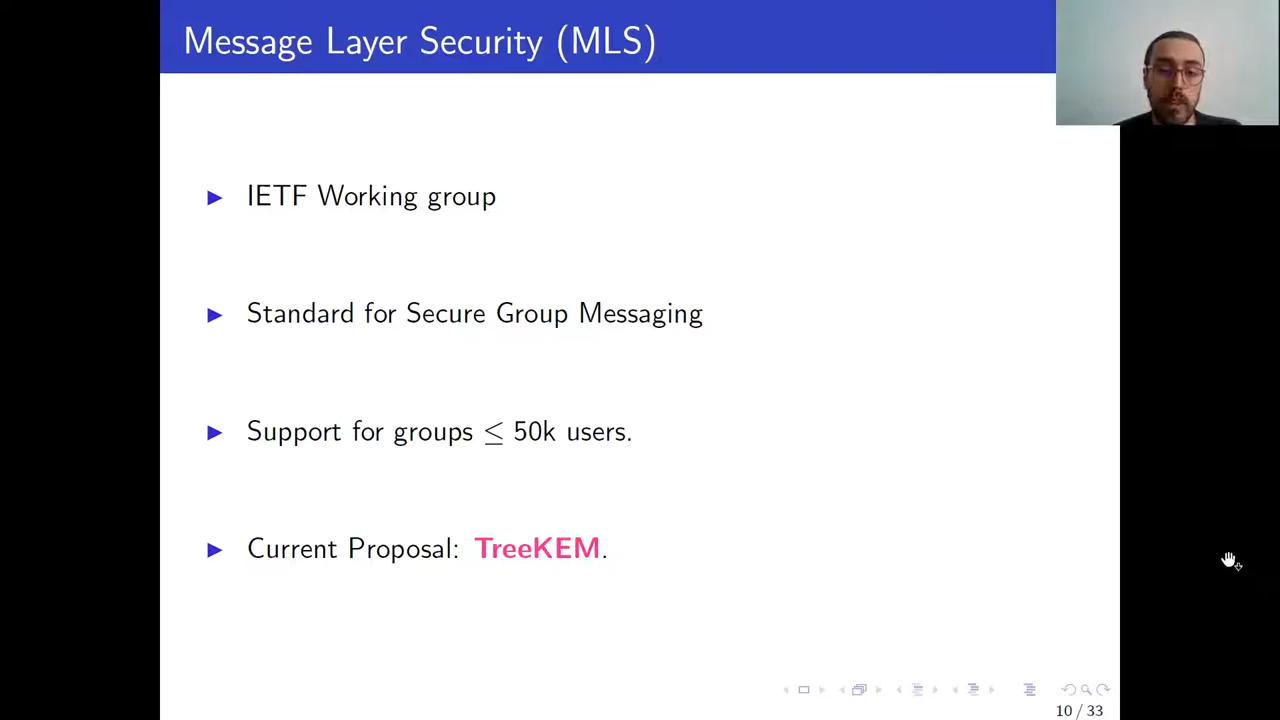 Message Layer Security (MLS)
IETF Working group
Standard for Secure Group Messaging
Support for groups ≤ 50k users.
Current Proposal: TreeKEM.
10 / 33